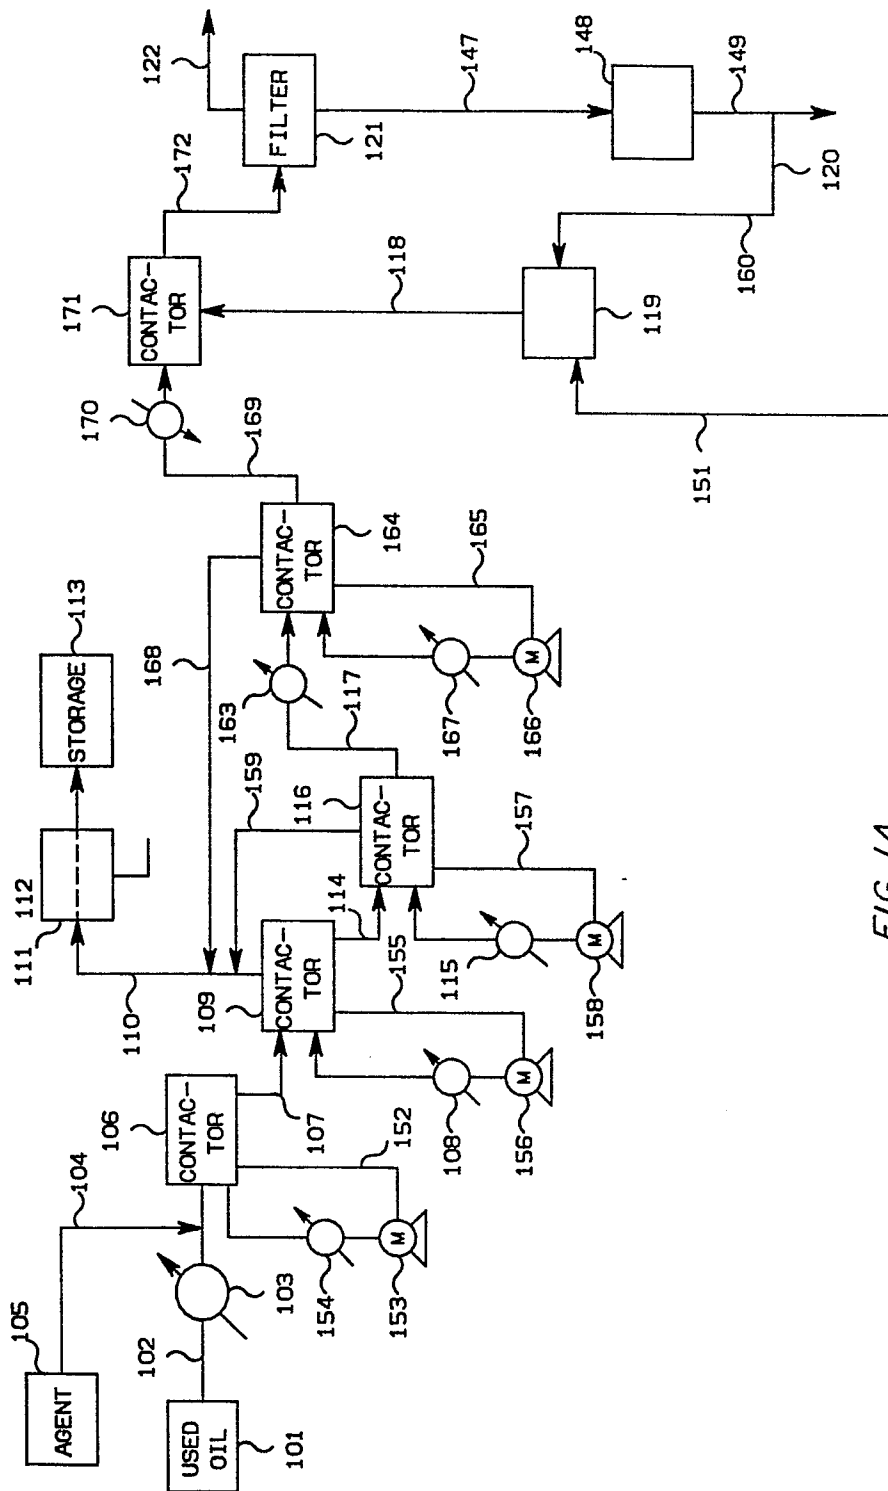 105
AGENT
104
USED
OIL
101
102
103
106
CONTAC-
TOR
107
152
154
M
153
110
109
CONTAC-
TOR
155
108
M
156
111
112
STORAGE
113
114
159
116
CONTAC-
TOR
115
157
M
158
117
168
163
CONTAC-
TOR
164
165
167
M
166
169
170
171
CONTAC-
TOR
172
122
FILTER
121
118
147
148
149
119
120
160
151
FIG. 1A